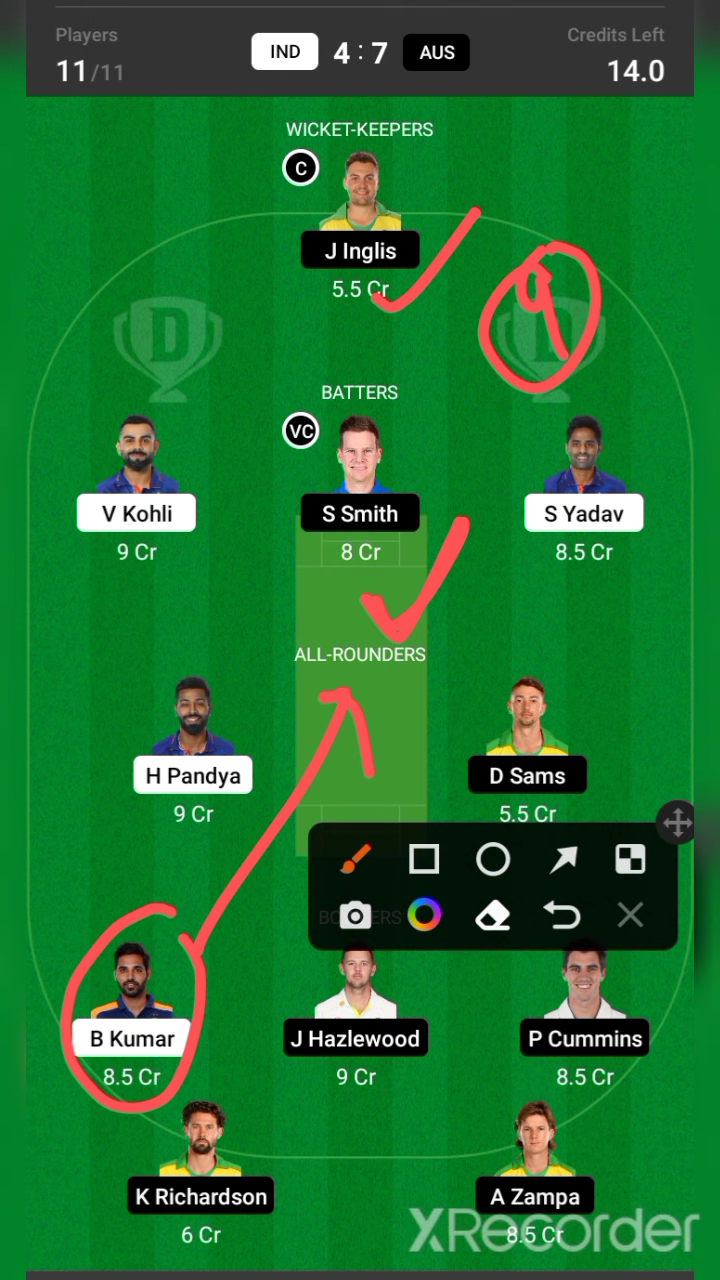 Players
Credits Left
IND 4 : 7 AUS
11/11
14.0
WICKET-KEEPERS
C
J Inglis
5.5 Cr
9
D
BATTERS
VC
V Kohli
S Smith
S Yadav
9 Cr
8 Cr
8.5 Cr
ALL-ROUNDERS
H Pandya
D Sams
9 Cr
5.5 Cr
BOWLERS
B Kumar
J Hazlewood
P Cummins
8.5 Cr
9 Cr
8.5 Cr
K Richardson
A Zampa
6 Cr
8.5 Cr
XRecorder